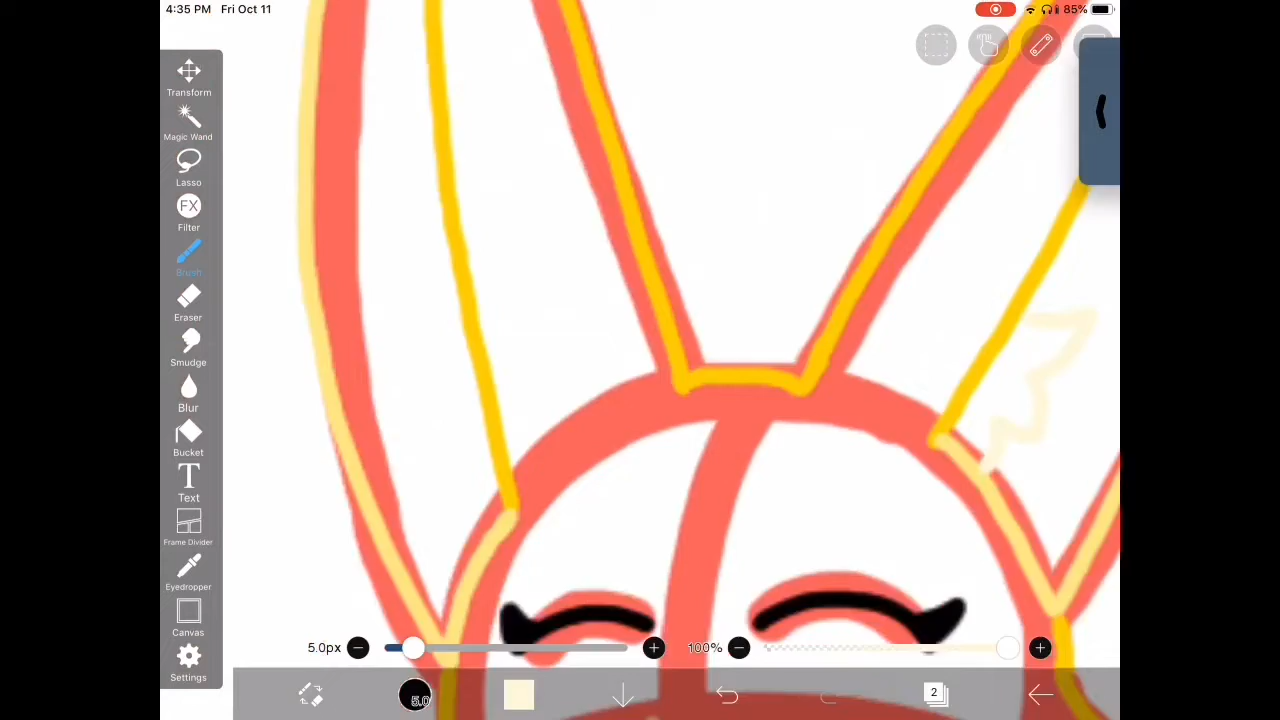 4:35 PM Fri Oct 11
85%
Transform
Magic Wand
Lasso
FX
Filter
Brush
Eraser
Smudge
Blur
Bucket
T
Text
Frame Divider
Eyedropper
Canvas
Settings
5.0px
100%
5.0
2